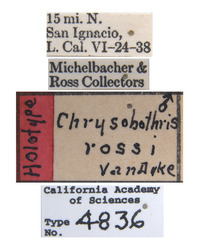 15 mi. N.
San Ignacio,
L. Cal. VI-24-38
Michelbacher &
Ross Collectors
Holotype
♂
Chrysobothris
rossi
VanDyke
California Academy
of Sciences
Type
No. 4836